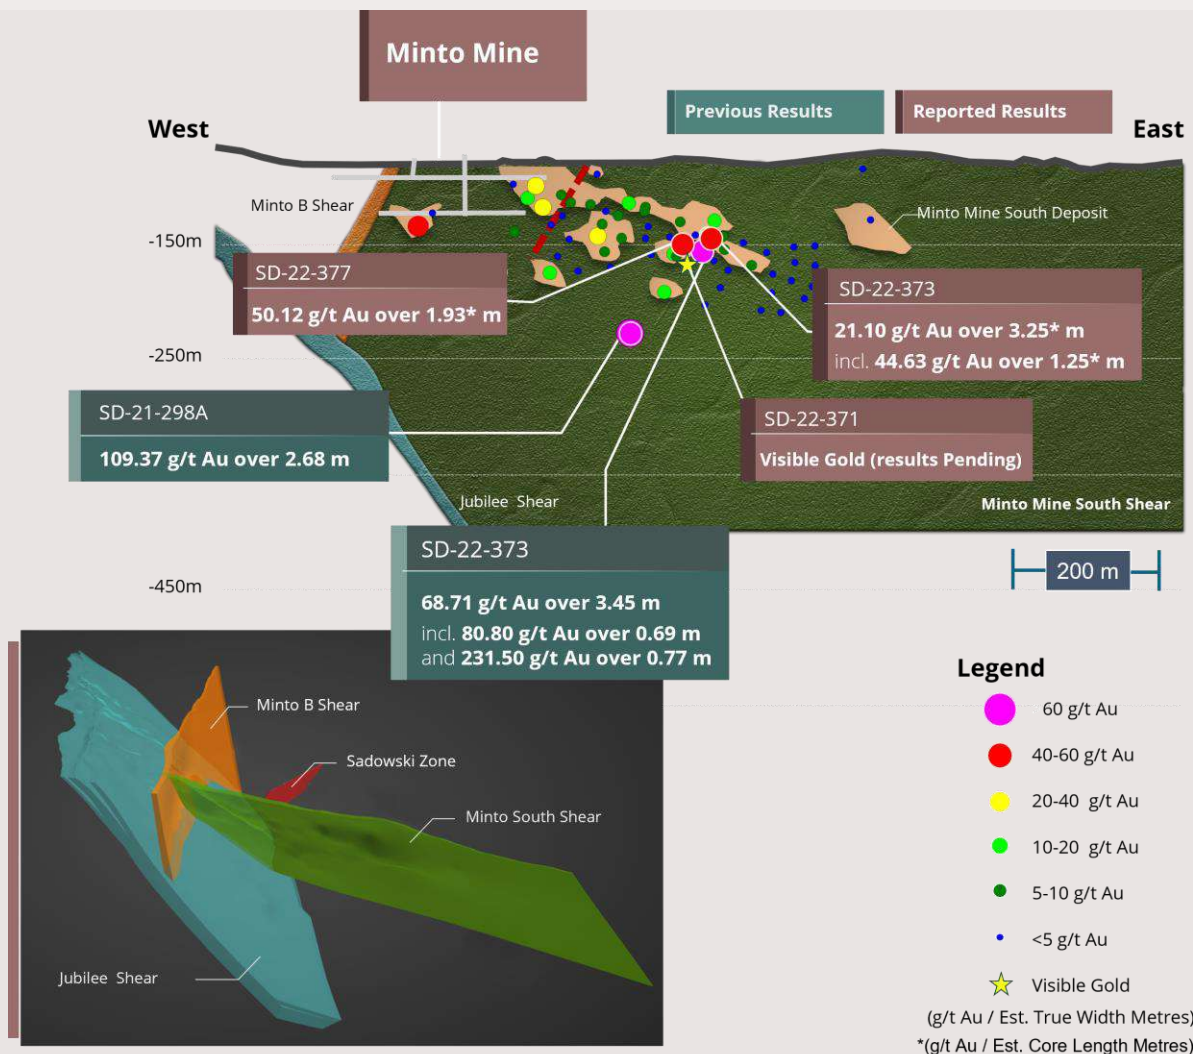 Minto Mine
Previous Results
Reported Results
West
East
Minto B Shear
Minto Mine South Deposit
-150m
SD-22-377
50.12 g/t Au over 1.93* m
SD-22-373
21.10 g/t Au over 3.25* m
incl. 44.63 g/t Au over 1.25* m
-250m
SD-21-298A
109.37 g/t Au over 2.68 m
SD-22-371
Visible Gold (results Pending)
Jubilee Shear
Minto Mine South Shear
SD-22-373
68.71 g/t Au over 3.45 m
incl. 80.80 g/t Au over 0.69 m
and 231.50 g/t Au over 0.77 m
200 m
-450m
Minto B Shear
Sadowski Zone
Minto South Shear
Jubilee Shear
Legend
60 g/t Au
40-60 g/t Au
20-40 g/t Au
10-20 g/t Au
5-10 g/t Au
<5 g/t Au
Visible Gold
(g/t Au / Est. True Width Metres)
*(g/t Au / Est. Core Length Metres)